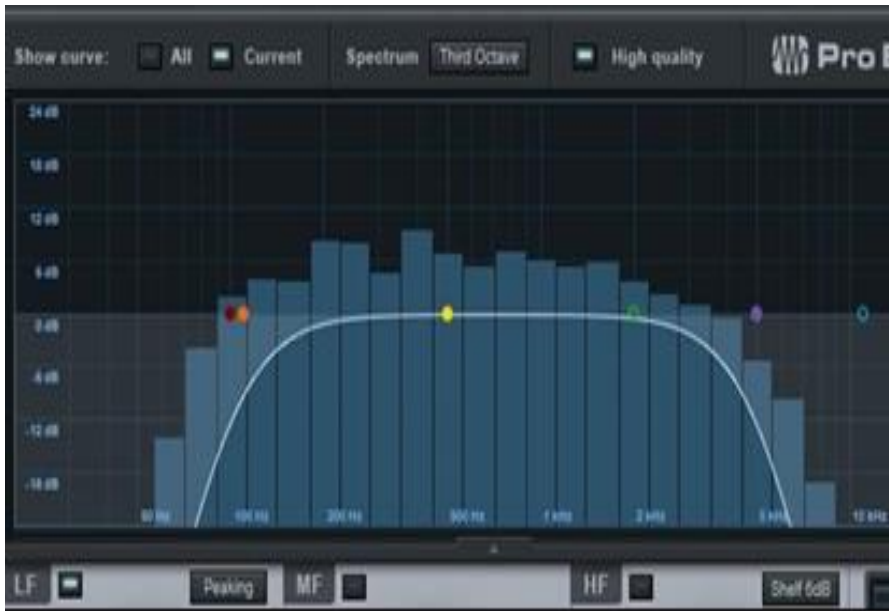 Show curve: All Current Spectrum Third Octave High quality Pro E
24 dB
18 dB
12 dB
6 dB
0 dB
-6 dB
-12 dB
-18 dB
50 Hz 100 Hz 200 Hz 500 Hz 1 kHz 2 kHz 5 kHz 10 kHz
LF Peaking MF HF Shelf 6dB